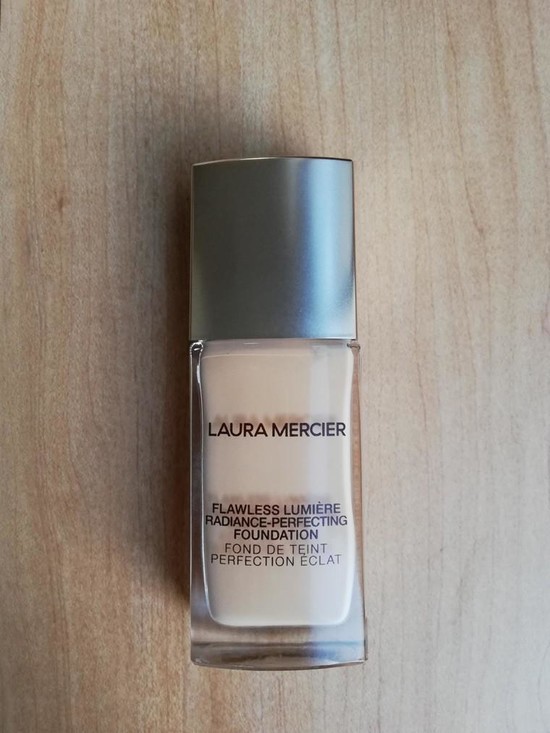 LAURA MERCIER
FLAWLESS LUMIÈRE
RADIANCE-PERFECTING
FOUNDATION
FOND DE TEINT
PERFECTION ÉCLAT